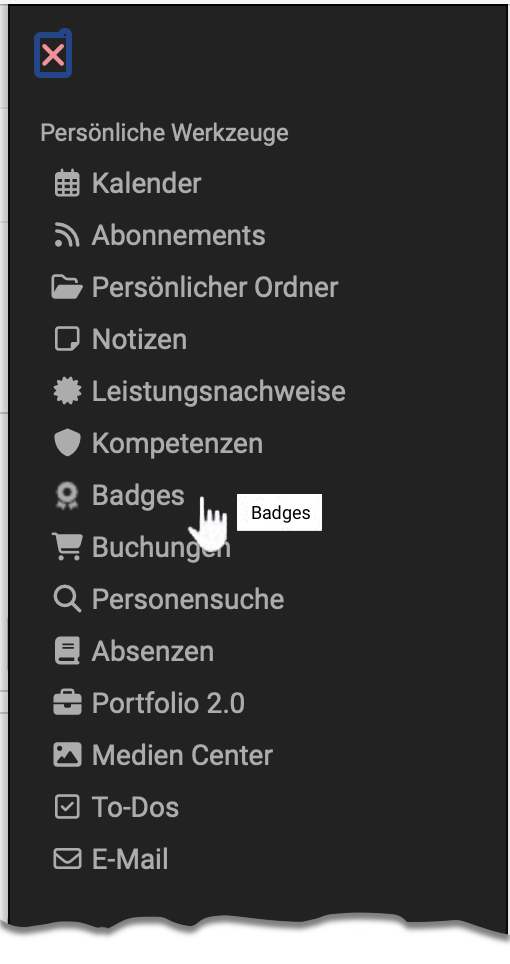 Persönliche Werkzeuge
Kalender
Abonnements
Persönlicher Ordner
Notizen
Leistungsnachweise
Kompetenzen
Badges
Badges
Buchungen
Personensuche
Absenzen
Portfolio 2.0
Medien Center
To-Dos
E-Mail